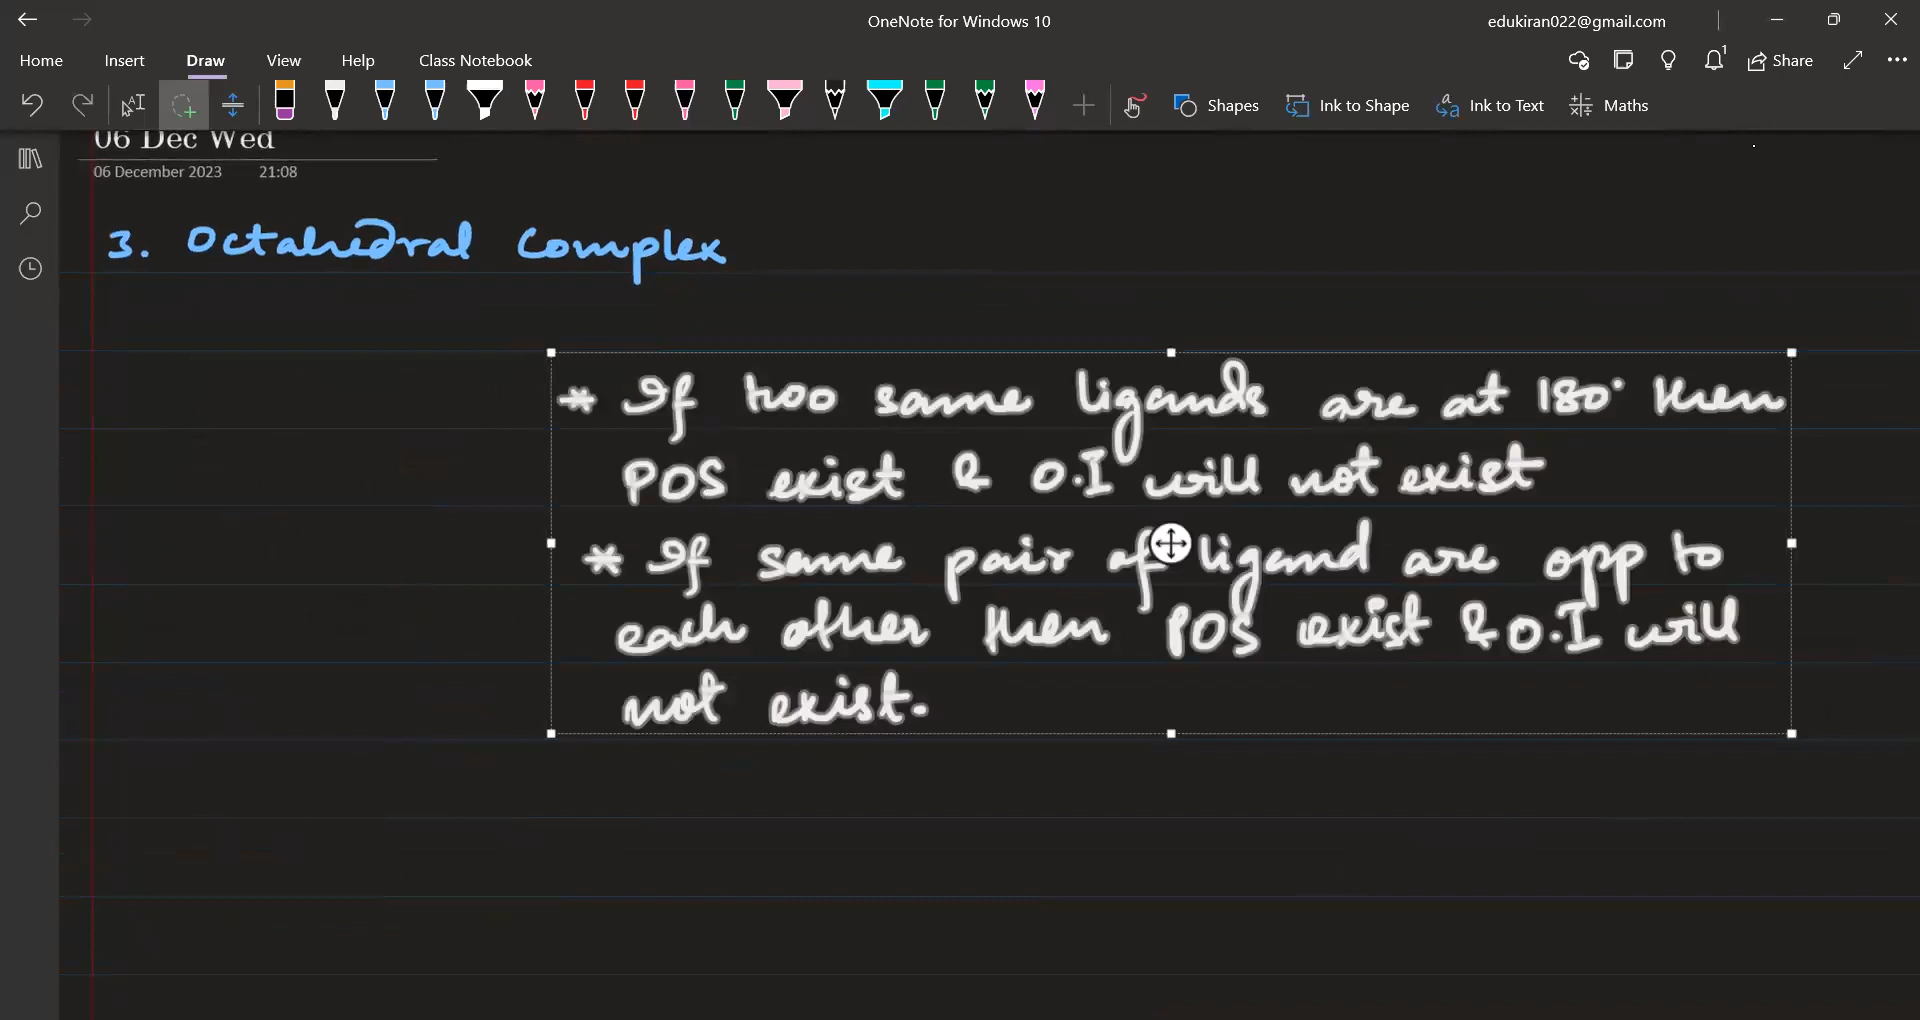 OneNote for Windows 10
edukiran022@gmail.com
Home Insert Draw View Help Class Notebook
1 Share
Shapes Ink to Shape Ink to Text Maths
06 Dec Wed
06 December 2023 21:08
3. Octahedral Complex
* If two same ligands are at 180° then
POS exist & O.I will not exist
* If same pair of ligand are opp to
each other then POS exist & O.I will
not exist.